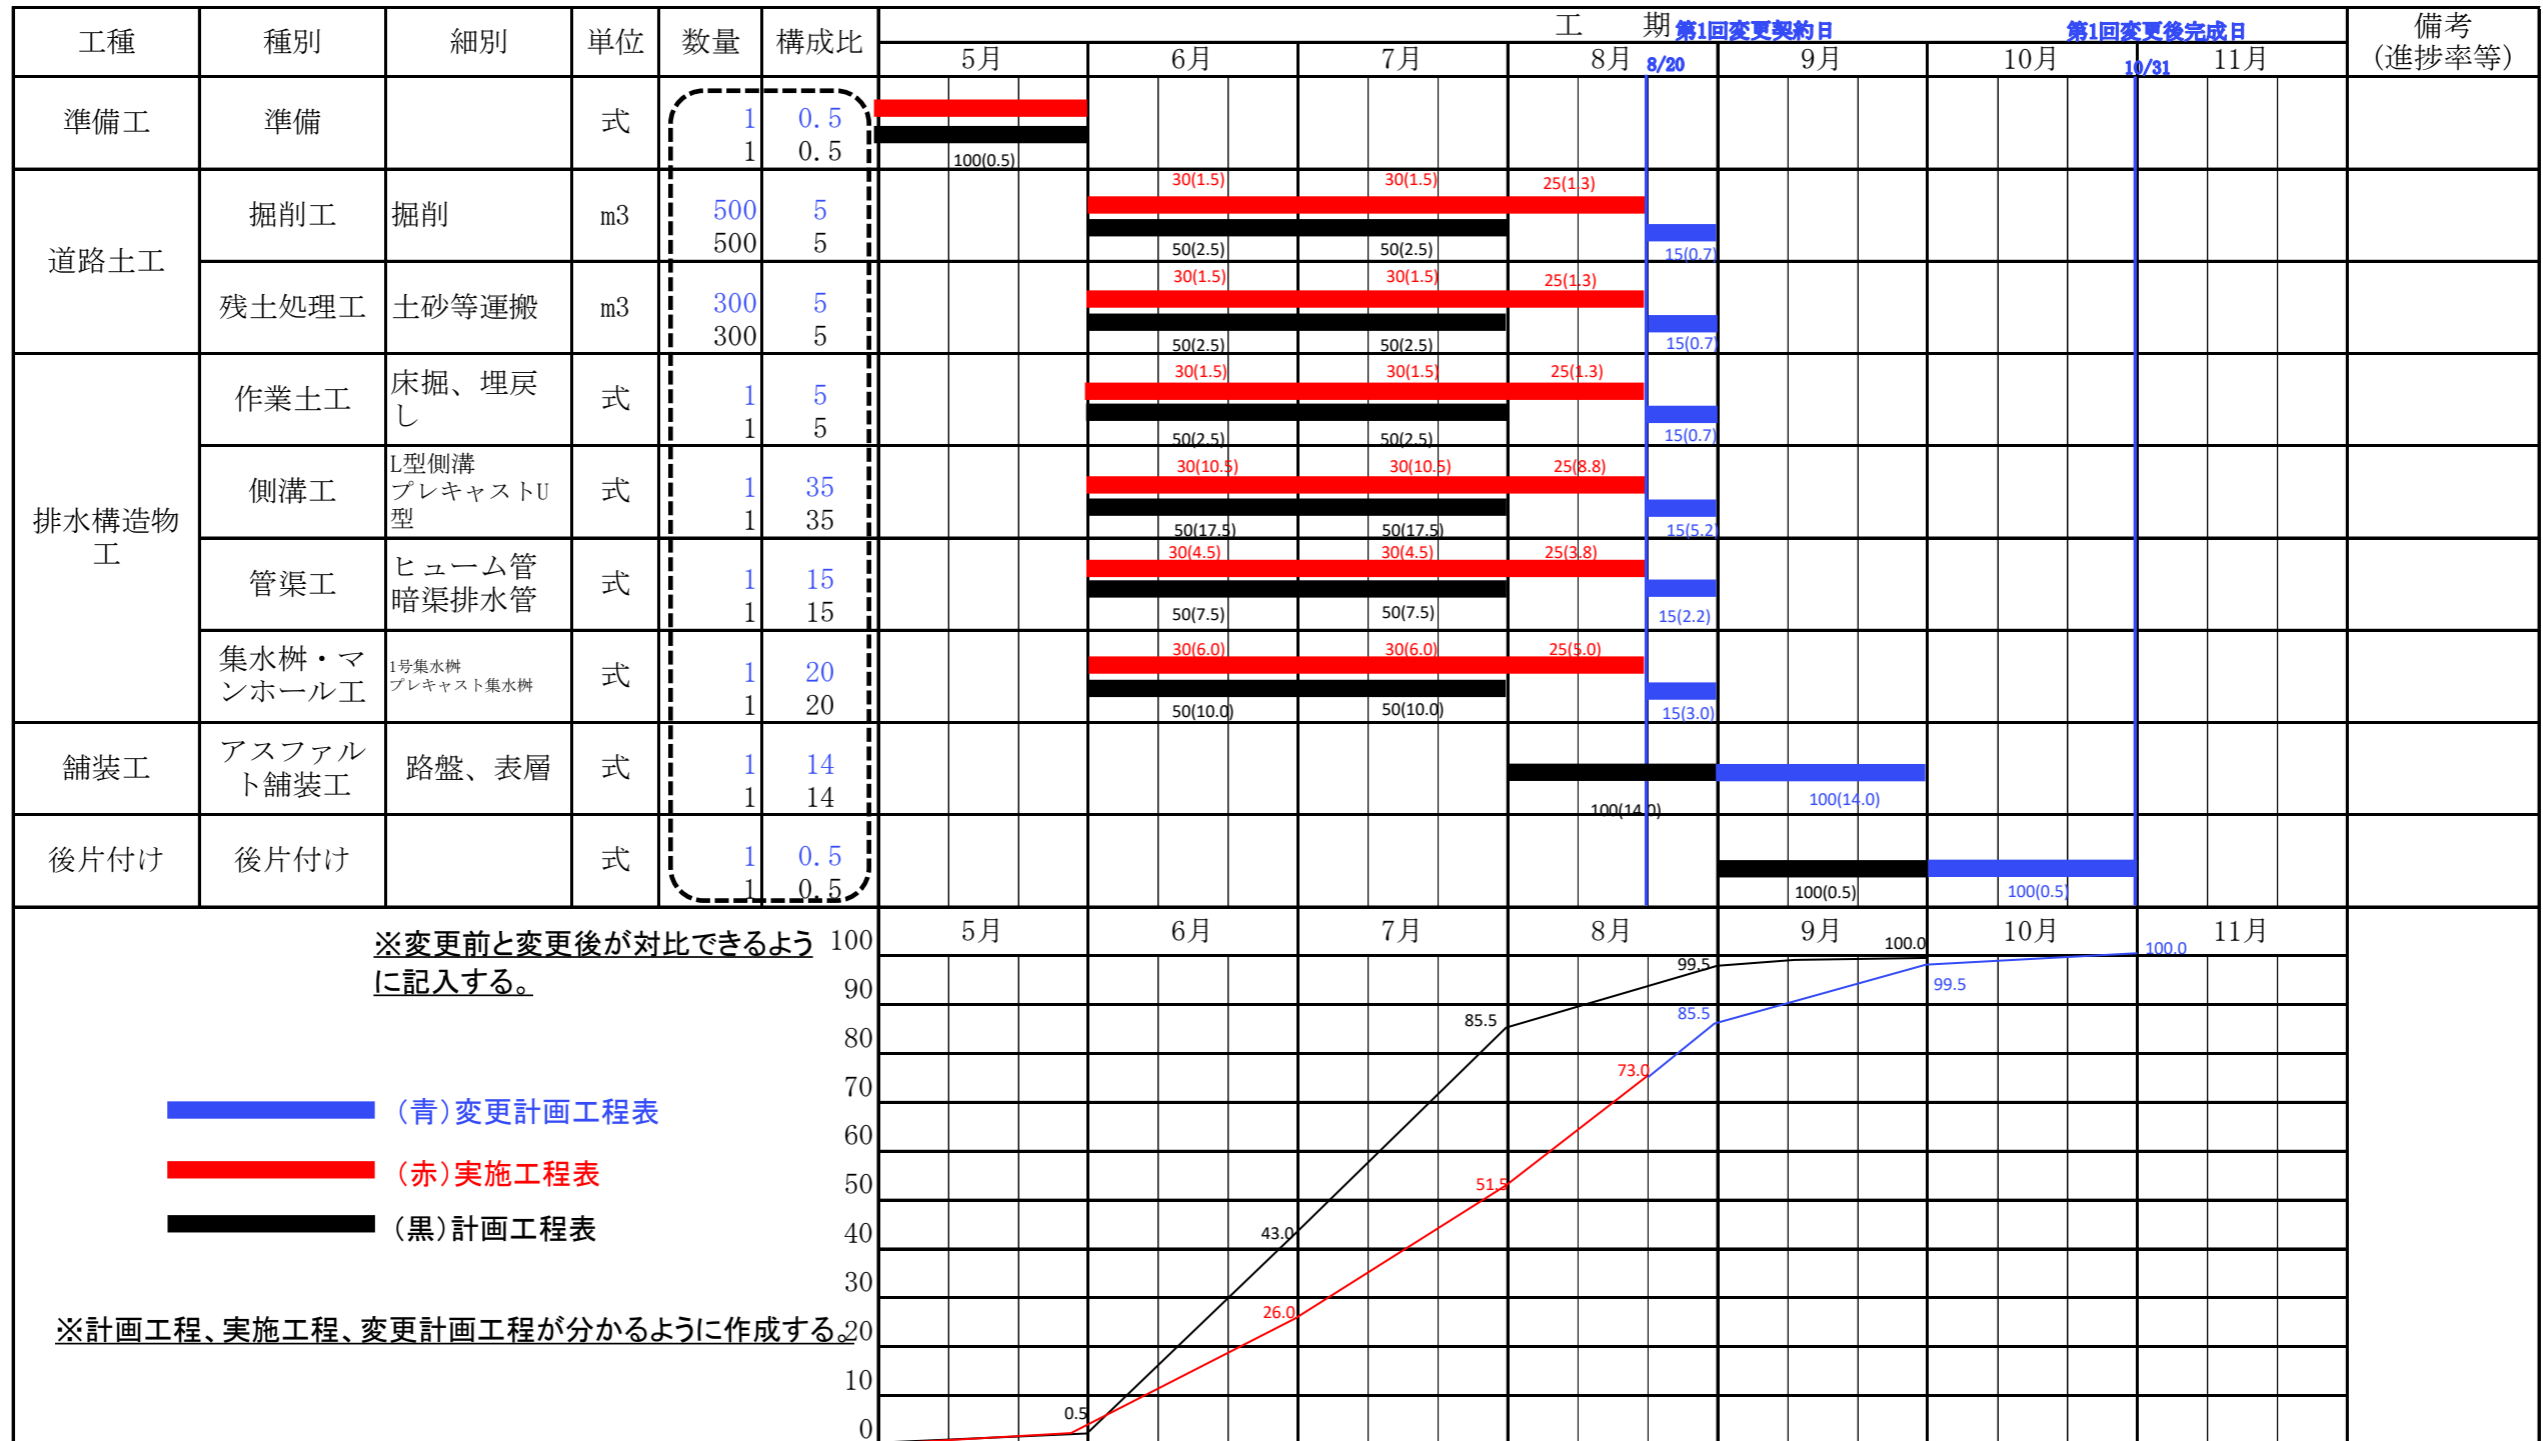 工種 種別 細別 単位 数量 構成比 工 期 第1回変更契約日 第1回変更後完成日 備考
(進捗率等)
5月 6月 7月 8月 8/20 9月 10月 10/31 11月
準備工 準備 式 1 0.5
1 0.5
100(0.5)
道路土工
掘削工 掘削 m3 500 5
500 5
30(1.5) 30(1.5) 25(1.3)
50(2.5) 50(2.5) 15(0.7)
残土処理工 土砂等運搬 m3 300 5
300 5
30(1.5) 30(1.5) 25(1.3)
50(2.5) 50(2.5) 15(0.7)
排水構造物
工
作業土工 床掘、埋戻
し
式 1 5
1 5
30(1.5) 30(1.5) 25(1.3)
50(2.5) 50(2.5) 15(0.7)
側溝工 L型側溝
プレキャストU
型
式 1 35
1 35
30(10.5) 30(10.5) 25(8.8)
50(17.5) 50(17.5) 15(5.2)
管渠工 ヒューム管
暗渠排水管
式 1 15
1 15
30(4.5) 30(4.5) 25(3.8)
50(7.5) 50(7.5) 15(2.2)
集水桝・マ
ンホール工
1号集水桝
プレキャスト集水桝
式 1 20
1 20
30(6.0) 30(6.0) 25(5.0)
50(10.0) 50(10.0) 15(3.0)
舗装工 アスファル
ト舗装工
路盤、表層 式 1 14
1 14
100(14.0) 100(14.0)
後片付け 後片付け 式 1 0.5
1 0.5
100(0.5) 100(0.5)
5月 6月 7月 8月 9月 10月 11月
※変更前と変更後が対比できるよう
に記入する。
100
90
80
70
60
50
40
30
20
10
0
(青)変更計画工程表
(赤)実施工程表
(黒)計画工程表
※計画工程、実施工程、変更計画工程が分かるように作成する。
0.5
43.0
26.0
85.5
51.5
99.5
85.5
73.0
100.0
99.5
100.0